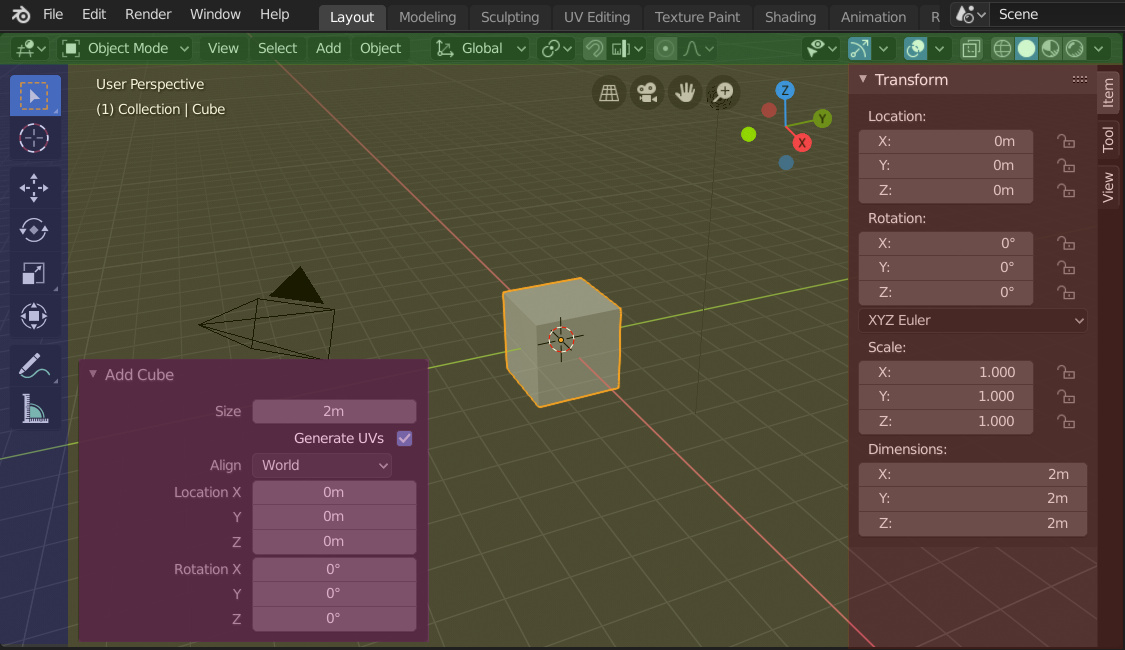 File Edit Render Window Help Layout Modeling Sculpting UV Editing Texture Paint Shading Animation R Scene
Object Mode View Select Add Object Global
User Perspective
(1) Collection | Cube
Z
Y
X
Add Cube
Size 2m
Generate UVs
Align World
Location X 0m
Y 0m
Z 0m
Rotation X 0°
Y 0°
Z 0°
Transform
Location:
X: 0m
Y: 0m
Z: 0m
Rotation:
X: 0°
Y: 0°
Z: 0°
XYZ Euler
Scale:
X: 1.000
Y: 1.000
Z: 1.000
Dimensions:
X: 2m
Y: 2m
Z: 2m
Item
Tool
View